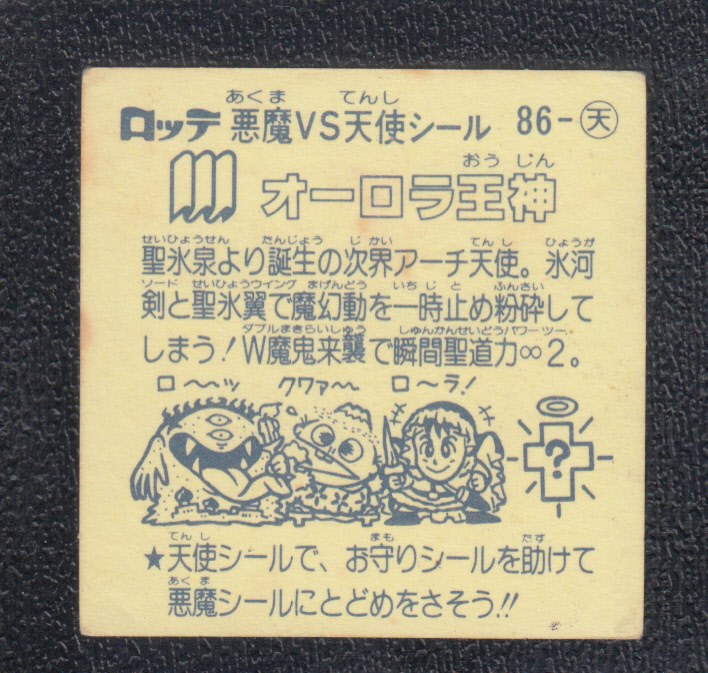 あくま てんし
ロッテ 悪魔VS天使シール 86-天
おう じん
オーロラ王神
せいひょうせん たんじょう じ かい てん し ひょうが
聖氷泉より誕生の次界アーチ天使。氷河
ソード せいひょうウイング まげんどう いち じ と ふんさい
剣と聖氷翼で魔幻動を一時止め粉砕して
ダブルまきらいしゅう しゅんかんせいどうパワーツー
しまう!W魔鬼来襲で瞬間聖道力∞2。
ロ〜〜ッ クワァ〜 ロ〜ラ!
?
てん し まも たす
★天使シールで、お守りシールを助けて
あく ま
悪魔シールにとどめをさそう!!